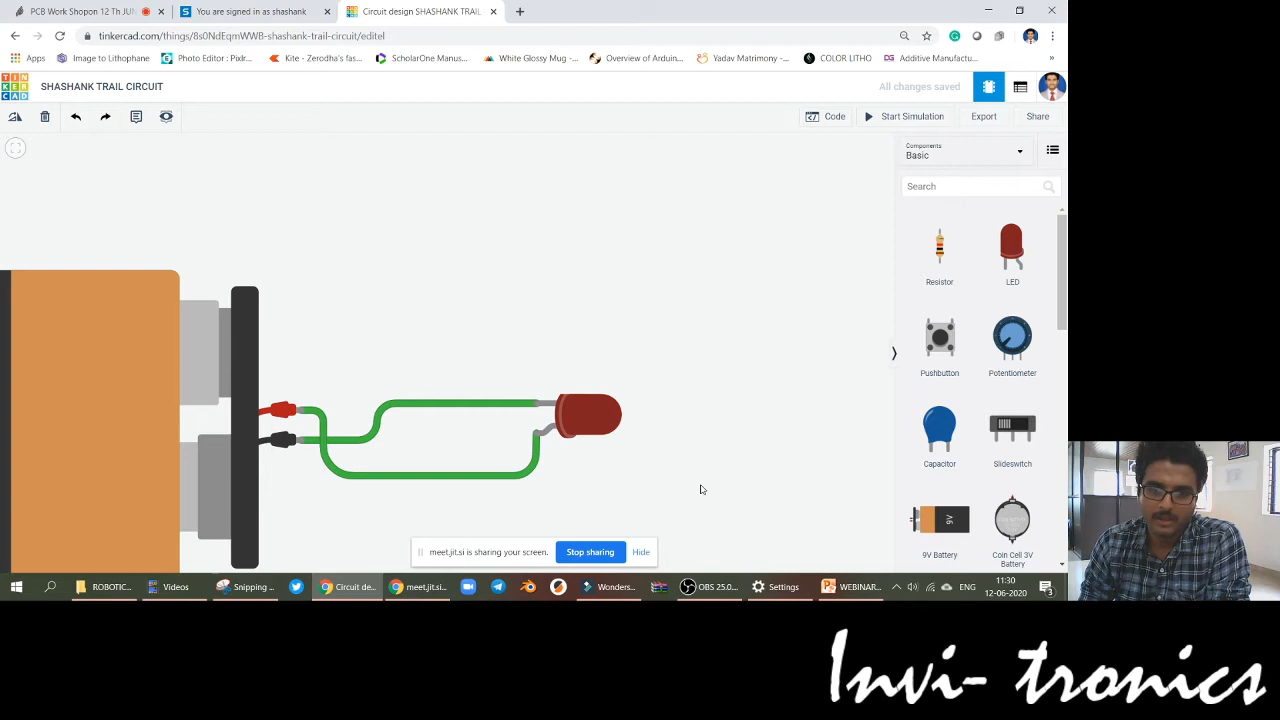 PCB Work Shopon 12 Th JUN
You are signed in as shashank
Circuit design SHASHANK TRAIL
tinkercad.com/things/8s0NdEqmWWB-shashank-trail-circuit/editel
Apps
Image to Lithophane
Photo Editor : Pixlr...
Kite - Zerodha's fas...
ScholarOne Manus...
White Glossy Mug -...
Overview of Arduin...
Yadav Matrimony -...
COLOR LITHO
Additive Manufactu...
»
TIN
KER
CAD
SHASHANK TRAIL CIRCUIT
All changes saved
Code
Start Simulation
Export
Share
Components
Basic
Search
Resistor
LED
Pushbutton
Potentiometer
Capacitor
Slideswitch
9V
9V Battery
Coin Cell 3V
Battery
meet.jit.si is sharing your screen.
Stop sharing
Hide
ROBOTIC...
Videos
Snipping ...
Circuit de...
meet.jit.si...
Wonders...
OBS 25.0...
Settings
WEBINAR...
ENG
11:30
12-06-2020
3
Invi- tronics